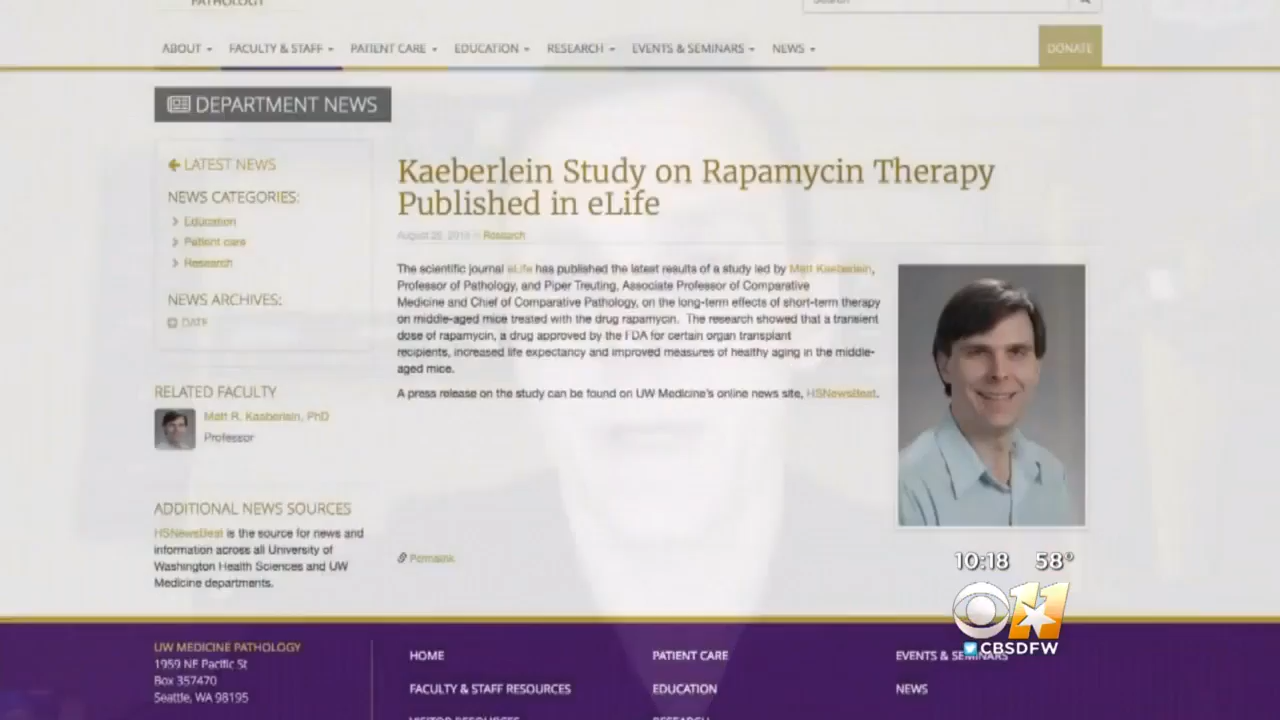 PATHOLOGY
Search
ABOUT
FACULTY & STAFF
PATIENT CARE
EDUCATION
RESEARCH
EVENTS & SEMINARS
NEWS
DONATE
DEPARTMENT NEWS
LATEST NEWS
NEWS CATEGORIES:
Education
Patient care
Research
NEWS ARCHIVES:
DATE
RELATED FACULTY
Matt R. Kaeberlein, PhD
Professor
ADDITIONAL NEWS SOURCES
HSNewsBeat is the source for news and
information across all University of
Washington Health Sciences and UW
Medicine departments.
Kaeberlein Study on Rapamycin Therapy
Published in eLife
Research
The scientific journal eLife has published the latest results of a study led by Matt Kaeberlein,
Professor of Pathology, and Piper Treuting, Associate Professor of Comparative
Medicine and Chief of Comparative Pathology, on the long-term effects of short-term therapy
on middle-aged mice treated with the drug rapamycin. The research showed that a transient
dose of rapamycin, a drug approved by the FDA for certain organ transplant
recipients, increased life expectancy and improved measures of healthy aging in the middle-
aged mice.
A press release on the study can be found on UW Medicine's online news site, HSNewsBeat.
Permalink
10:18 58°
11
CBSDFW
UW MEDICINE PATHOLOGY
1959 NE Pacific St
Box 357470
Seattle, WA 98195
HOME
PATIENT CARE
EVENTS & SEMINARS
FACULTY & STAFF RESOURCES
EDUCATION
NEWS
VISITOR RESOURCES
RESEARCH